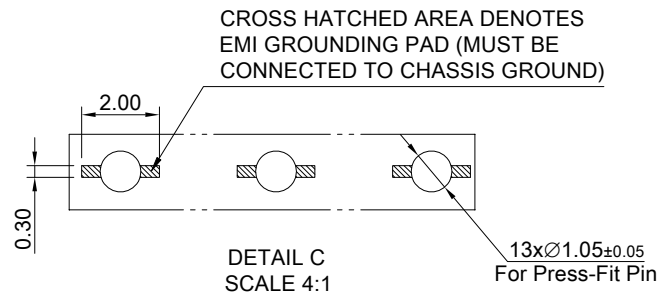 CROSS HATCHED AREA DENOTES
EMI GROUNDING PAD (MUST BE
CONNECTED TO CHASSIS GROUND)
2.00
0.30
13x∅1.05±0.05
For Press-Fit Pin
DETAIL C
SCALE 4:1